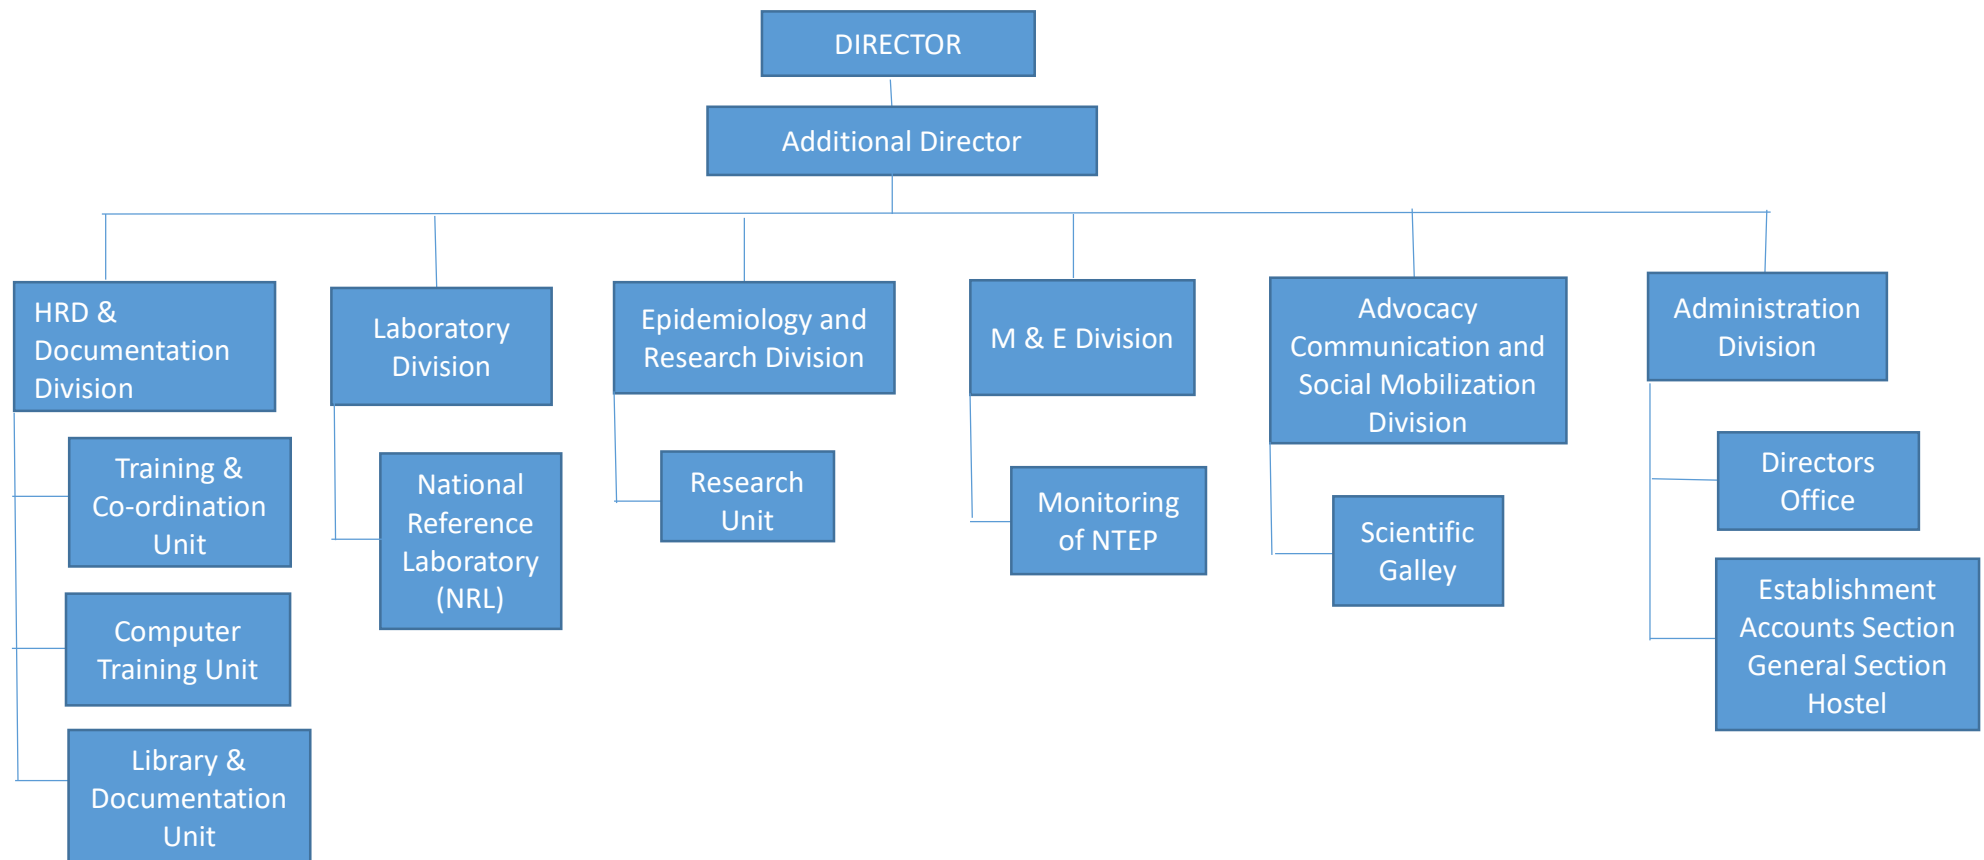 DIRECTOR
Additional Director
HRD &
Documentation
Division
Laboratory
Division
Epidemiology and
Research Division
M & E Division
Advocacy
Communication and
Social Mobilization
Division
Administration
Division
Training &
Co-ordination
Unit
Computer
Training Unit
Library &
Documentation
Unit
National
Reference
Laboratory
(NRL)
Research
Unit
Monitoring
of NTEP
Scientific
Galley
Directors
Office
Establishment
Accounts Section
General Section
Hostel